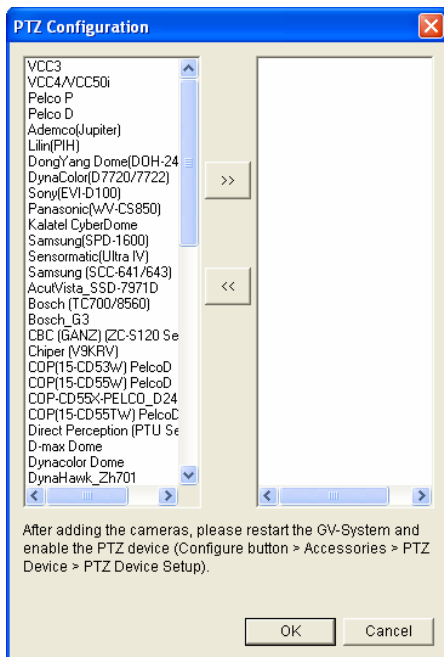 PTZ Configuration
VCC3
VCC4/VCC50i
Pelco P
Pelco D
Ademco(Jupiter)
Lilin(PIH)
DongYang Dome(DOH-24
DynaColor(D7720/7722)
Sony(EVI-D100)
Panasonic(WV-CS850)
Kalatel CyberDome
Samsung(SPD-1600)
Sensormatic(Ultra IV)
Samsung (SCC-641/643)
AcutVista_SSD-7971D
Bosch (TC700/8560)
Bosch_G3
CBC (GANZ) (ZC-S120 Se
Chiper (V9KRV)
COP(15-CD53W) PelcoD
COP(15-CD55W) PelcoD
COP-CD55X-PELCO_D24
COP(15-CD55TW) PelcoD
Direct Perception (PTU Se
D-max Dome
Dynacolor Dome
DynaHawk_Zh701
>>
<<
After adding the cameras, please restart the GV-System and
enable the PTZ device (Configure button > Accessories > PTZ
Device > PTZ Device Setup).
OK
Cancel